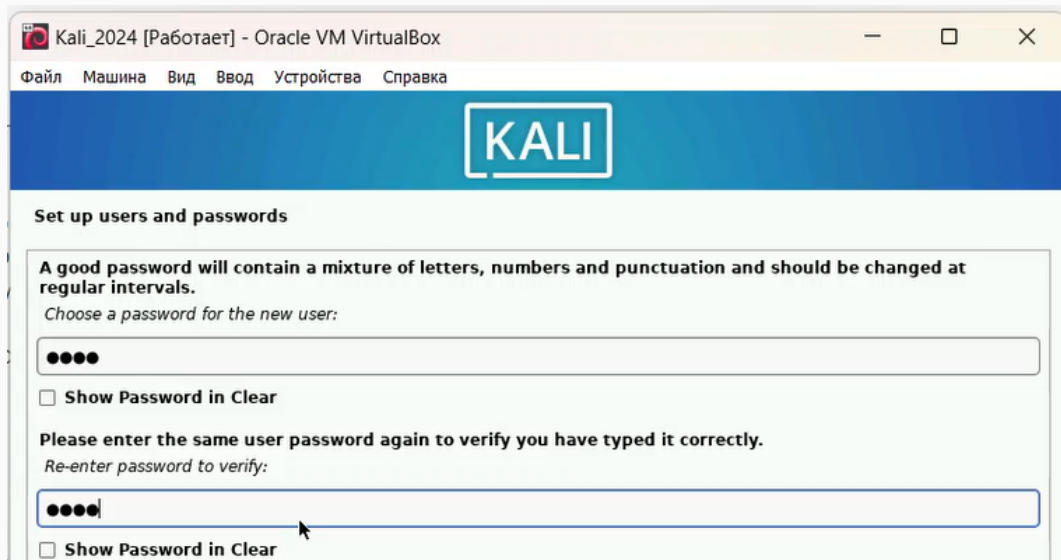 Kali_2024 [Работает] - Oracle VM VirtualBox
Файл Машина Вид Ввод Устройства Справка
KALI
Set up users and passwords
A good password will contain a mixture of letters, numbers and punctuation and should be changed at
regular intervals.
Choose a password for the new user:
●●●●
Show Password in Clear
Please enter the same user password again to verify you have typed it correctly.
Re-enter password to verify:
●●●●
Show Password in Clear